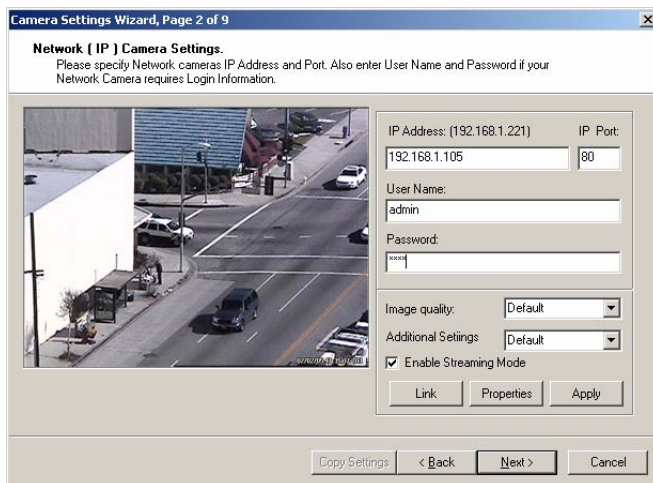 Camera Settings Wizard, Page 2 of 9
Network ( IP ) Camera Settings.
Please specify Network cameras IP Address and Port. Also enter User Name and Password if your
Network Camera requires Login Information.
IP Address: (192.168.1.221) IP Port:
192.168.1.105 80
User Name:
admin
Password:
****
Image quality: Default
Additional Setiings Default
Enable Streaming Mode
Link Properties Apply
Copy Settings < Back Next > Cancel